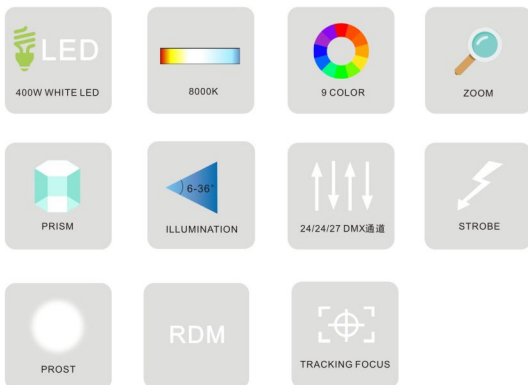 LED
400W WHITE LED
8000K
9 COLOR
ZOOM
PRISM
6-36°
ILLUMINATION
24/24/27 DMX通道
STROBE
PROST
RDM
TRACKING FOCUS